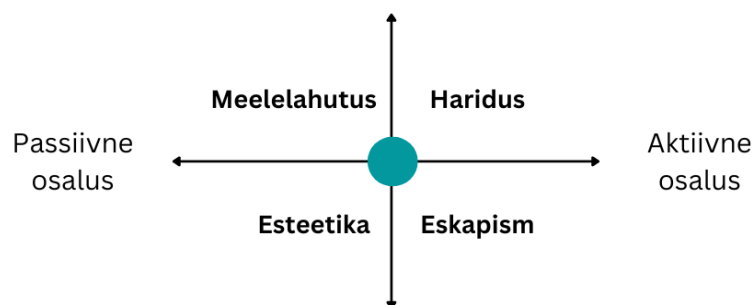 Meelelahutus
Haridus
Passiivne
osalus
Aktiivne
osalus
Esteetika
Eskapism